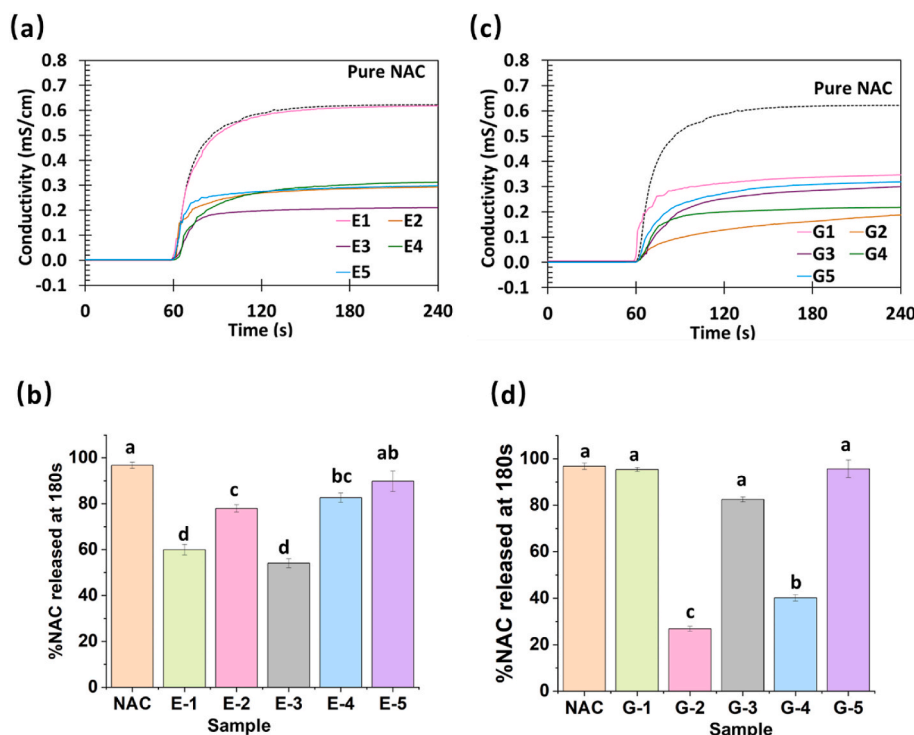 (a)
0.8
0.7
0.6
0.5
0.4
0.3
0.2
0.1
0.0
-0.1
Conductivity (mS/cm)
Pure NAC
E1 E2
E3 E4
E5
0 60 120 180 240
Time (s)
(c)
0.8
0.7
0.6
0.5
0.4
0.3
0.2
0.1
0.0
-0.1
Conductivity (mS/cm)
Pure NAC
G1 G2
G3 G4
G5
0 60 120 180 240
Time (s)
(b)
%NAC released at 180s
100
80
60
40
20
0
a d c d bc ab
NAC E-1 E-2 E-3 E-4 E-5
Sample
(d)
%NAC released at 180s
100
80
60
40
20
0
a a c a b a
NAC G-1 G-2 G-3 G-4 G-5
Sample